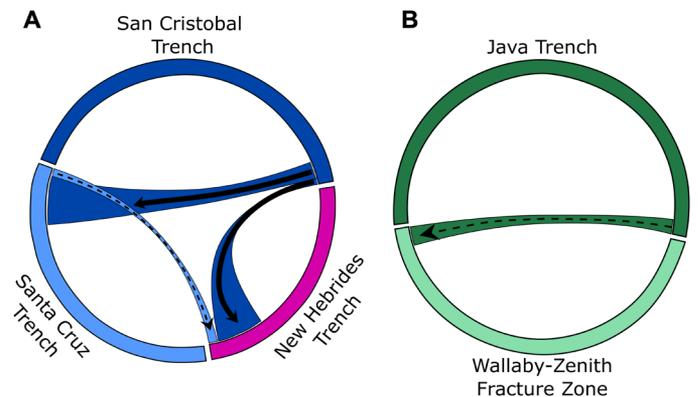 A
San Cristobal
Trench
Santa Cruz
Trench
New Hebrides
Trench
B
Java Trench
Wallaby-Zenith
Fracture Zone